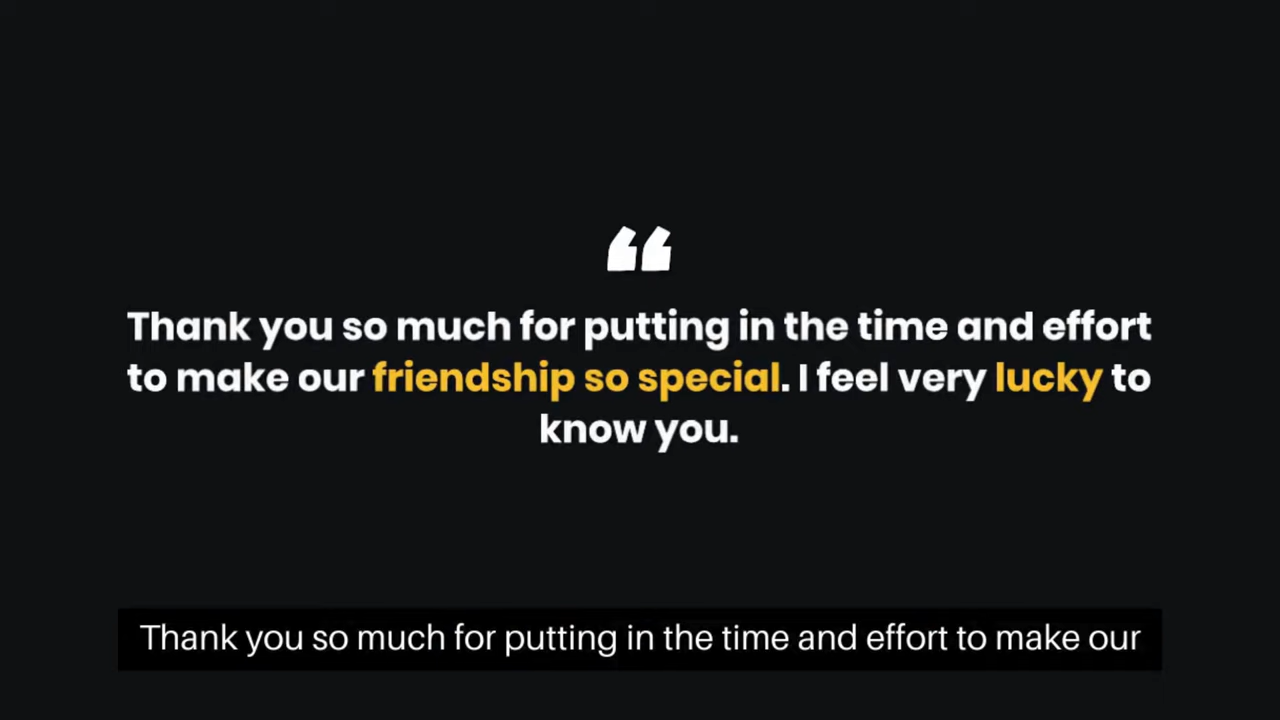 “
Thank you so much for putting in the time and effort
to make our friendship so special. I feel very lucky to
know you.
Thank you so much for putting in the time and effort to make our